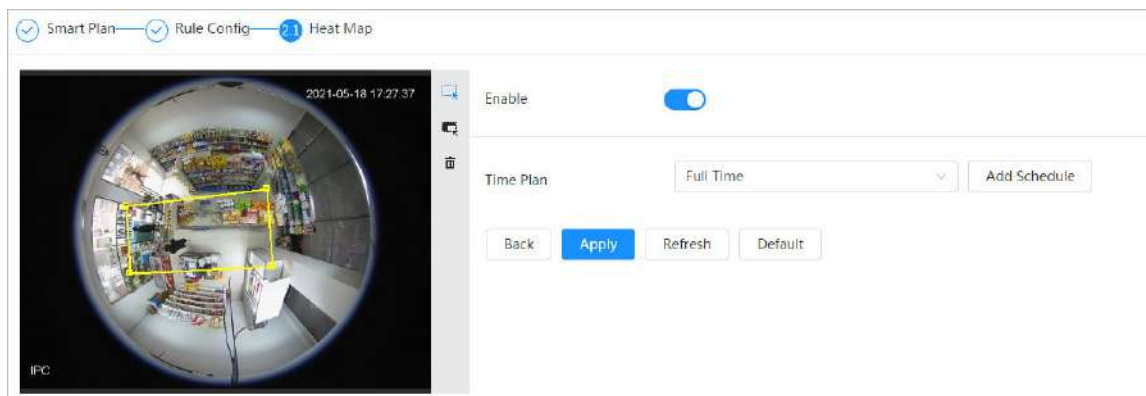 Smart Plan Rule Config 2.1 Heat Map
2021-05-18 17:27:37
Enable
Time Plan Full Time Add Schedule
Back Apply Refresh Default
IPC